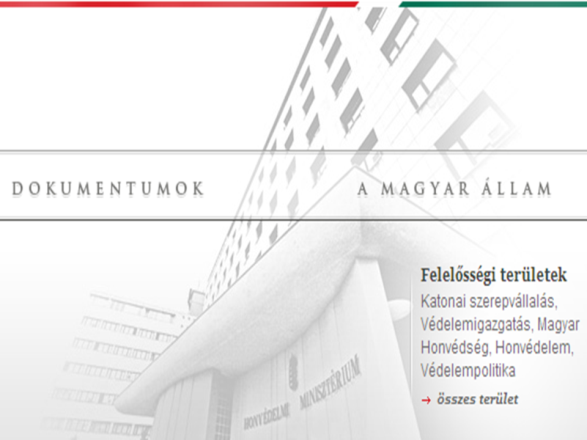 DOKUMENTUMOK
A MAGYAR ÁLLAM
Felelősségi területek
Katonai szerepvállalás,
Védelemigazgatás, Magyar
Honvédség, Honvédelem,
Védelempolitika
→ összes terület
HONVÉDELMI MINISZTÉRIUM